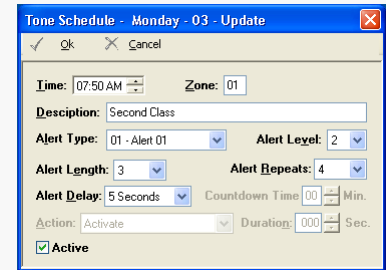 Tone Schedule - Monday - 03 - Update
Ok Cancel
Time: 07:50 AM Zone: 01
Desciption: Second Class
Alert Type: 01 - Alert 01 Alert Level: 2
Alert Length: 3 Alert Repeats: 4
Alert Delay: 5 Seconds Countdown Time 00 Min.
Action: Activate Duration: 000 Sec.
Active